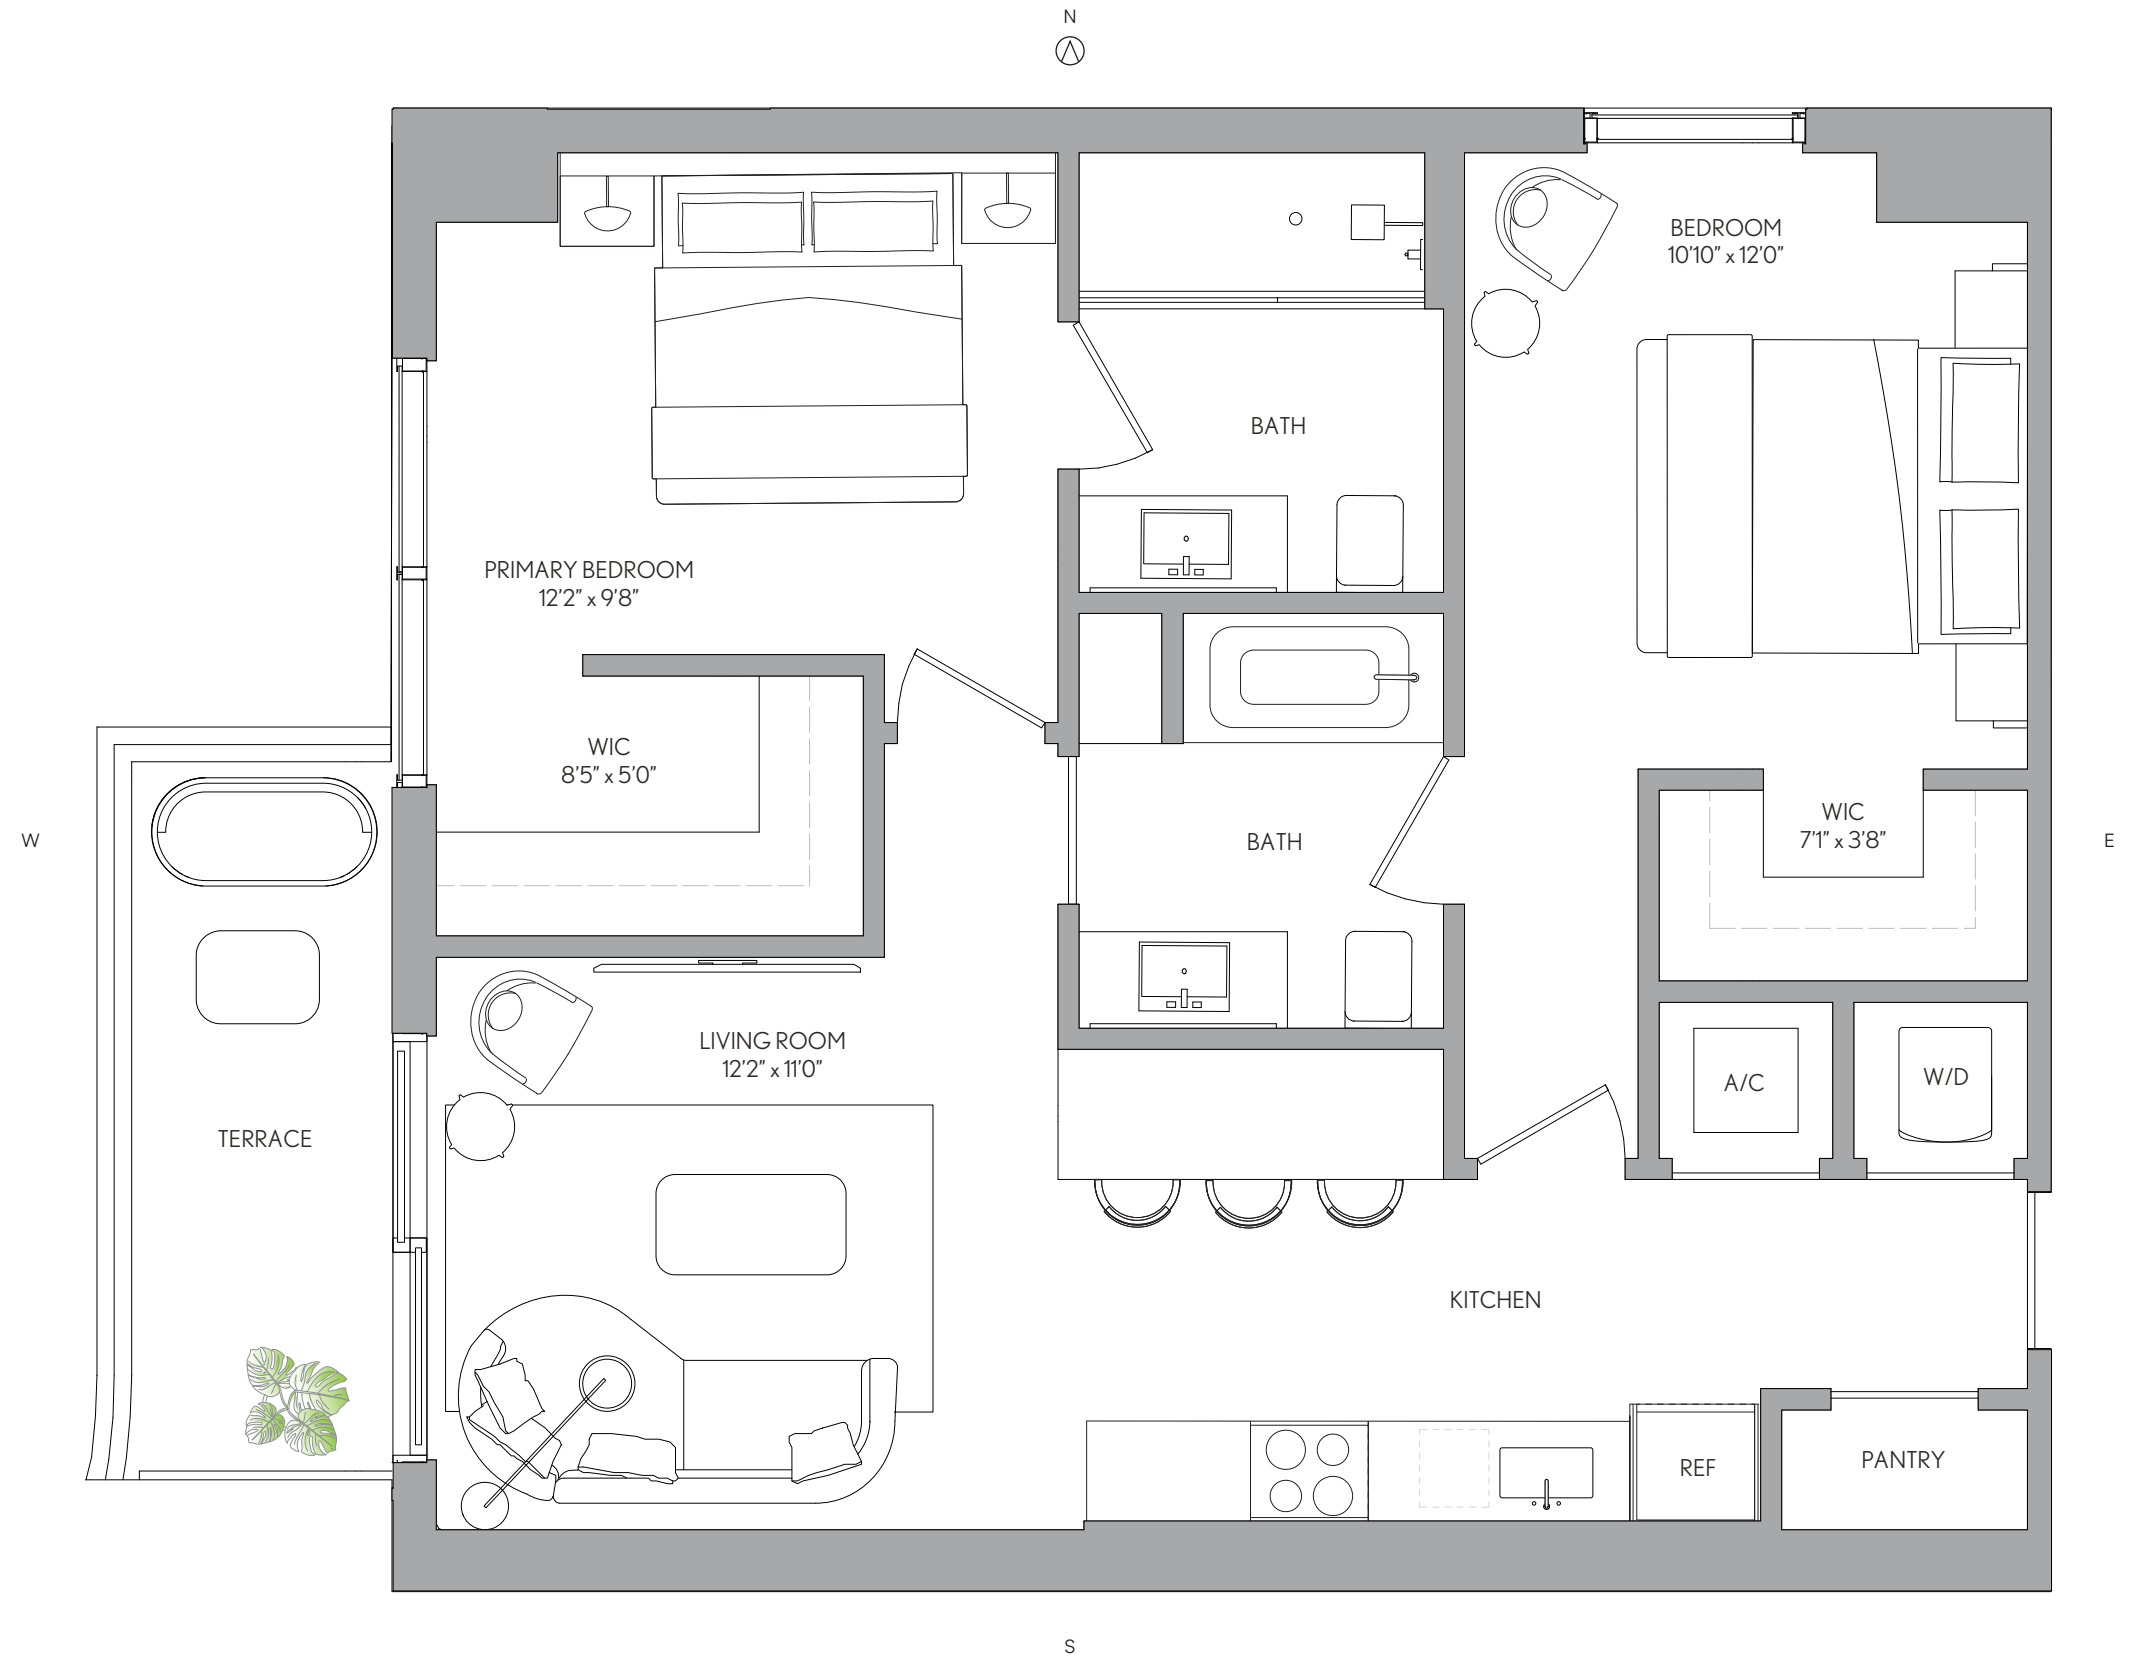 N
BEDROOM
10'10" x 12'0"
BATH
PRIMARY BEDROOM
12'2" x 9'8"
WIC
8'5" x 5'0"
W
BATH
WIC
7'1" x 3'8"
E
LIVING ROOM
12'2" x 11'0"
A/C
W/D
TERRACE
KITCHEN
REF
PANTRY
S